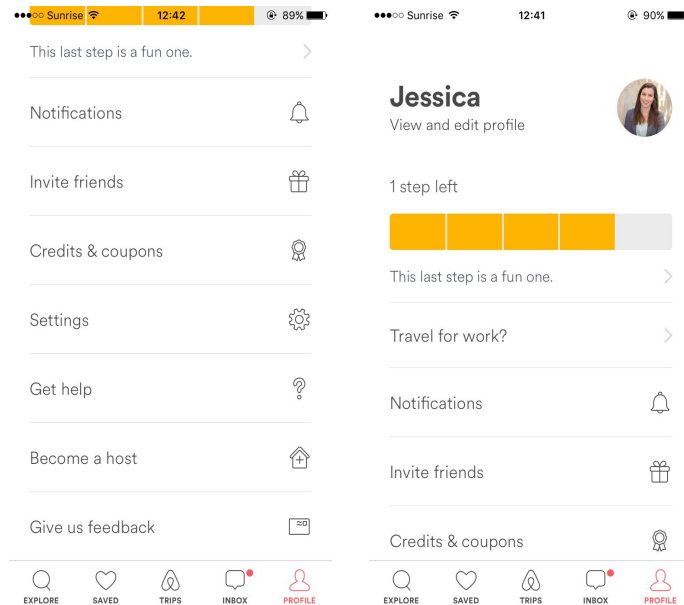 Sunrise 12:42 89%
This last step is a fun one.
Notifications
Invite friends
Credits & coupons
Settings
Get help
Become a host
Give us feedback
EXPLORE SAVED TRIPS INBOX PROFILE
Sunrise 12:41 90%
Jessica
View and edit profile
1 step left
This last step is a fun one.
Travel for work?
Notifications
Invite friends
Credits & coupons
EXPLORE SAVED TRIPS INBOX PROFILE